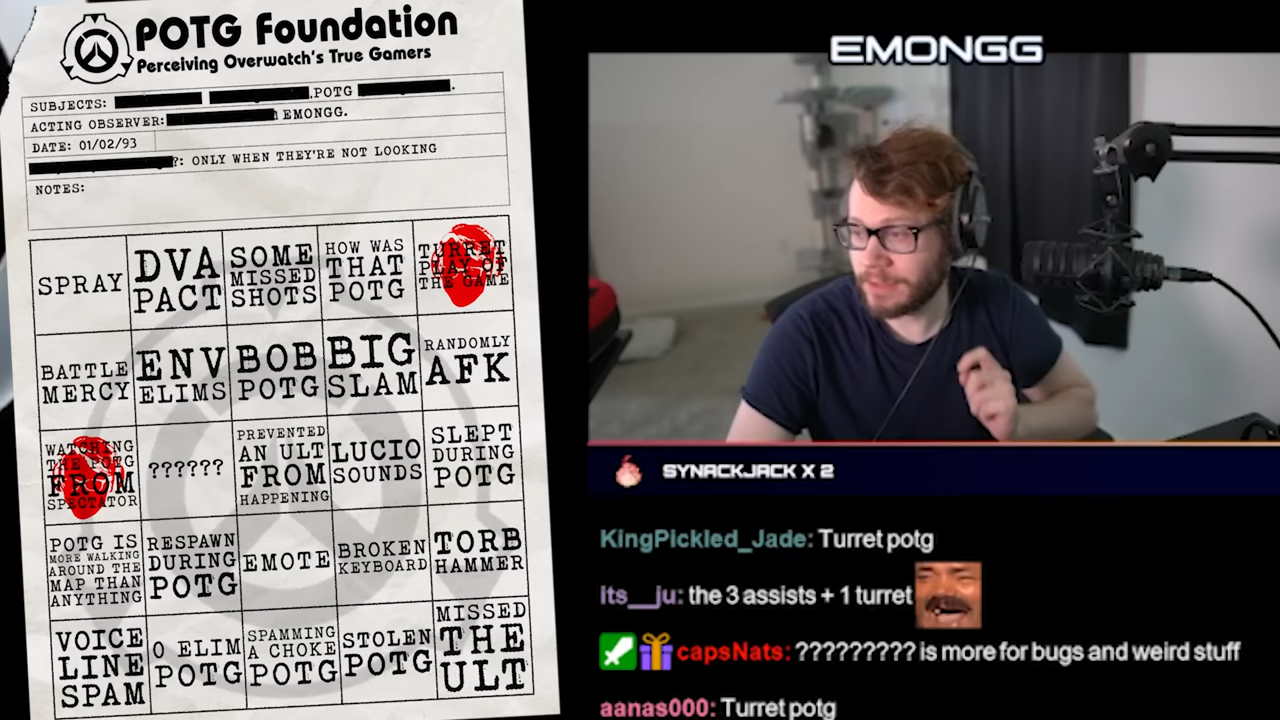 POTG Foundation
Perceiving Overwatch's True Gamers
SUBJECTS: ,POTG .
ACTING OBSERVER: EMONGG.
DATE: 01/02/93
?: ONLY WHEN THEY'RE NOT LOOKING
NOTES:
SPRAY
DVA
PACT
SOME
MISSED
SHOTS
HOW WAS
THAT
POTG
TURRET
PLAY OF
THE GAME
BATTLE
MERCY
ENV
ELIMS
BOB
POTG
BIG
SLAM
RANDOMLY
AFK
WATCHING
THE POTG
FROM
SPECTATOR
??????
PREVENTED
AN ULT
FROM
HAPPENING
LUCIO
SOUNDS
SLEPT
DURING
POTG
POTG IS
MORE WALKING
AROUND THE
MAP THAN
ANYTHING
RESPAWN
DURING
POTG
EMOTE
BROKEN
KEYBOARD
TORB
HAMMER
VOICE
LINE
SPAM
0 ELIM
POTG
SPAMMING
A CHOKE
POTG
STOLEN
POTG
MISSED
THE
ULT
EMONGG
SYNACKJACK X 2
KingPickled_Jade: Turret potg
its__ju: the 3 assists + 1 turret
capsNats: ????????? is more for bugs and weird stuff
aanas000: Turret potg